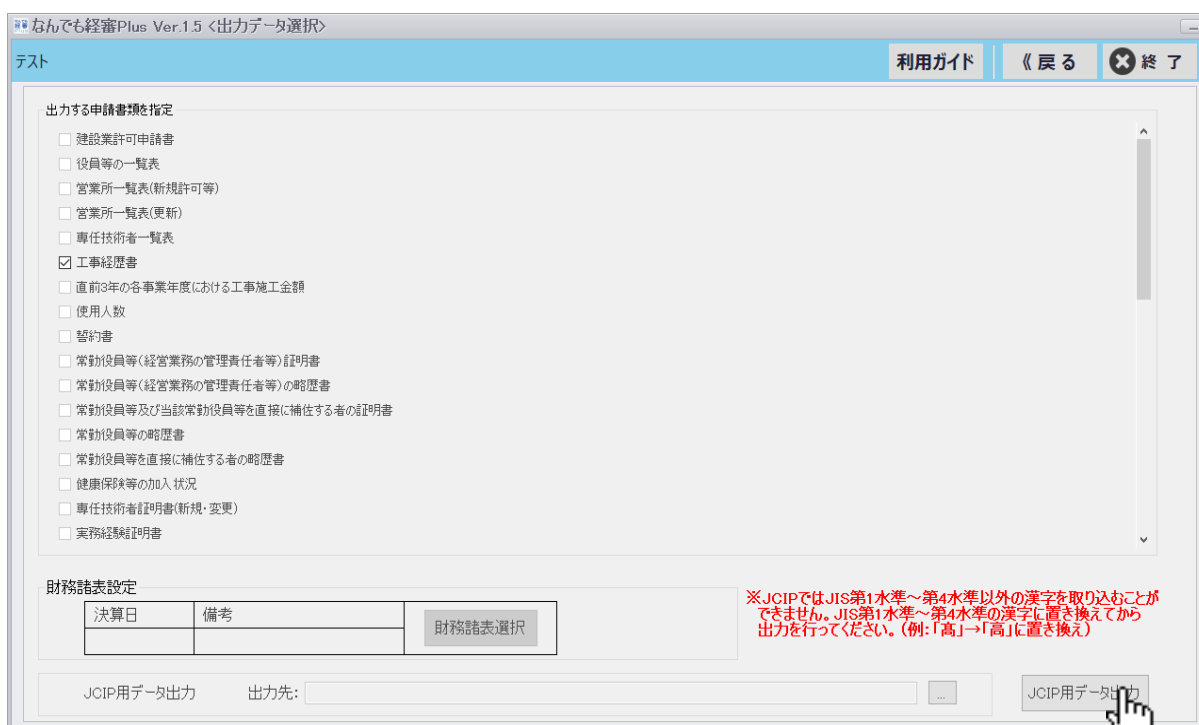 なんでも経審Plus Ver.1.5 <出力データ選択>
テスト
利用ガイド
《戻る
終 了
出力する申請書類を指定
建設業許可申請書
役員等の一覧表
営業所一覧表(新規許可等)
営業所一覧表(更新)
専任技術者一覧表
工事経歴書
直前3年の各事業年度における工事施工金額
使用人数
誓約書
常勤役員等(経営業務の管理責任者等)証明書
常勤役員等(経営業務の管理責任者等)の略歴書
常勤役員等及び当該常勤役員等を直接に補佐する者の証明書
常勤役員等の略歴書
常勤役員等を直接に補佐する者の略歴書
健康保険等の加入状況
専任技術者証明書(新規・変更)
実務経験証明書
財務諸表設定
決算日
備考
財務諸表選択
※JCIPではJIS第1水準～第4水準以外の漢字を取り込むことが
できません。JIS第1水準～第4水準の漢字に置き換えてから
出力を行ってください。(例:「髙」→「高」に置き換え)
JCIP用データ出力
出力先:
...
JCIP用データ出力